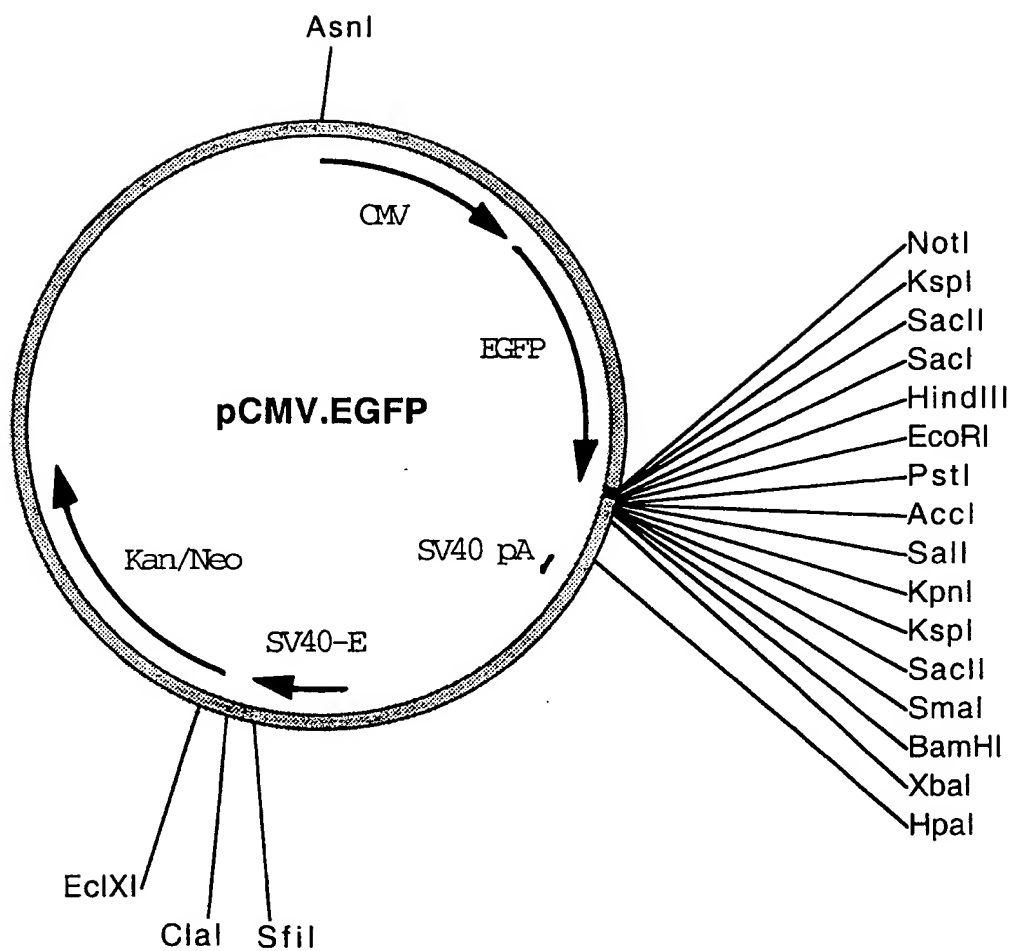 AsnI
CMV
NotI
KspI
SacII
SacI
HindIII
EcoRI
PstI
AccI
SalI
KpnI
KspI
SacII
SmaI
BamHI
XbaI
HpaI
EGFP
pCMV.EGFP
SV40 pA
Kan/Neo
SV40-E
EclXI
ClaI
SfiI